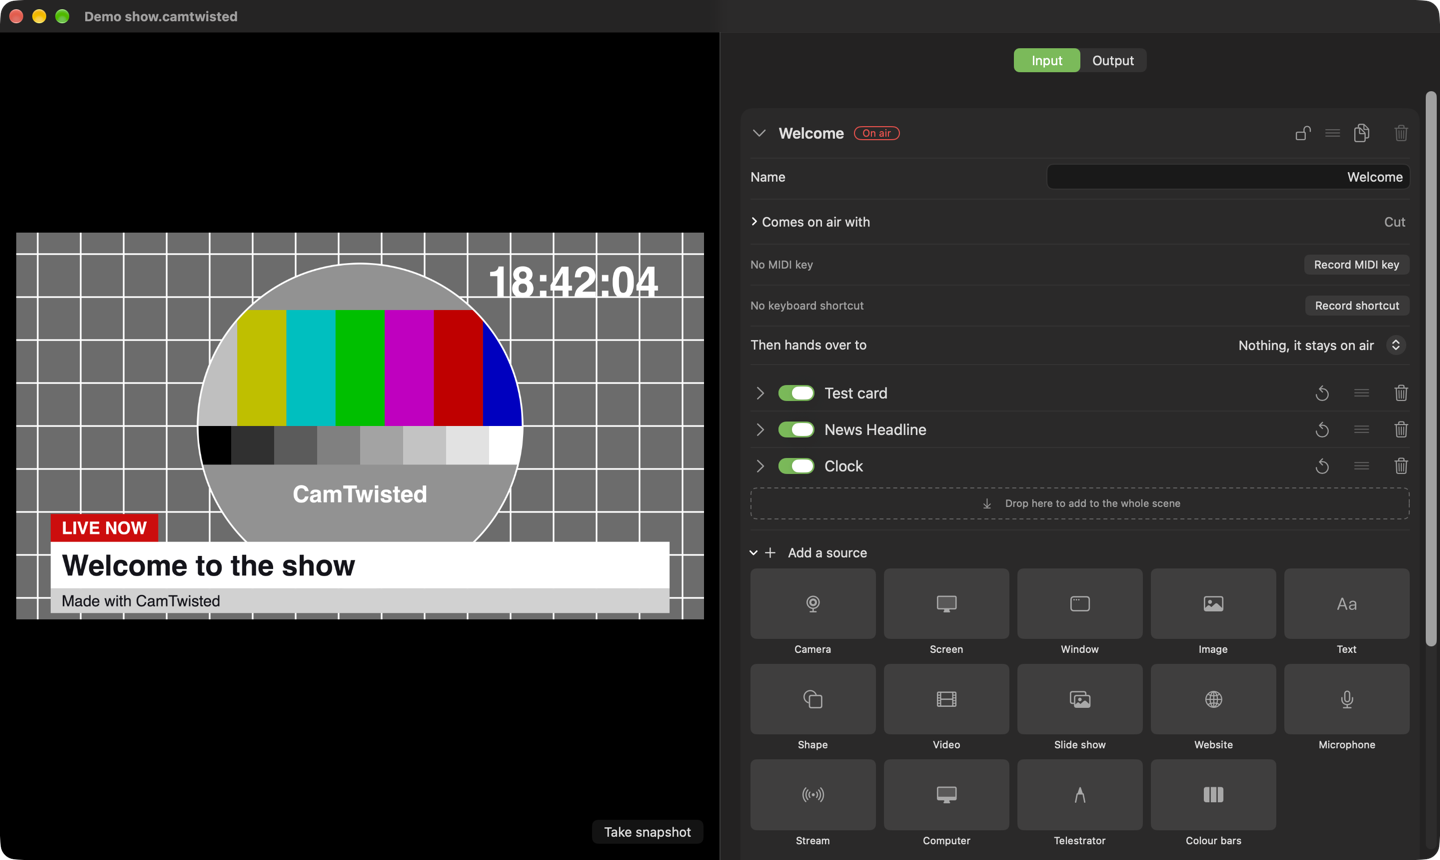 Demo show.camtwisted
18:42:04
CamTwisted
LIVE NOW
Welcome to the show
Made with CamTwisted
Take snapshot
Input Output
Welcome On air
Name Welcome
Comes on air with Cut
No MIDI key Record MIDI key
No keyboard shortcut Record shortcut
Then hands over to Nothing, it stays on air
Test card
News Headline
Clock
Drop here to add to the whole scene
Add a source
Aa
Camera Screen Window Image Text
Shape Video Slide show Website Microphone
Stream Computer Telestrator Colour bars